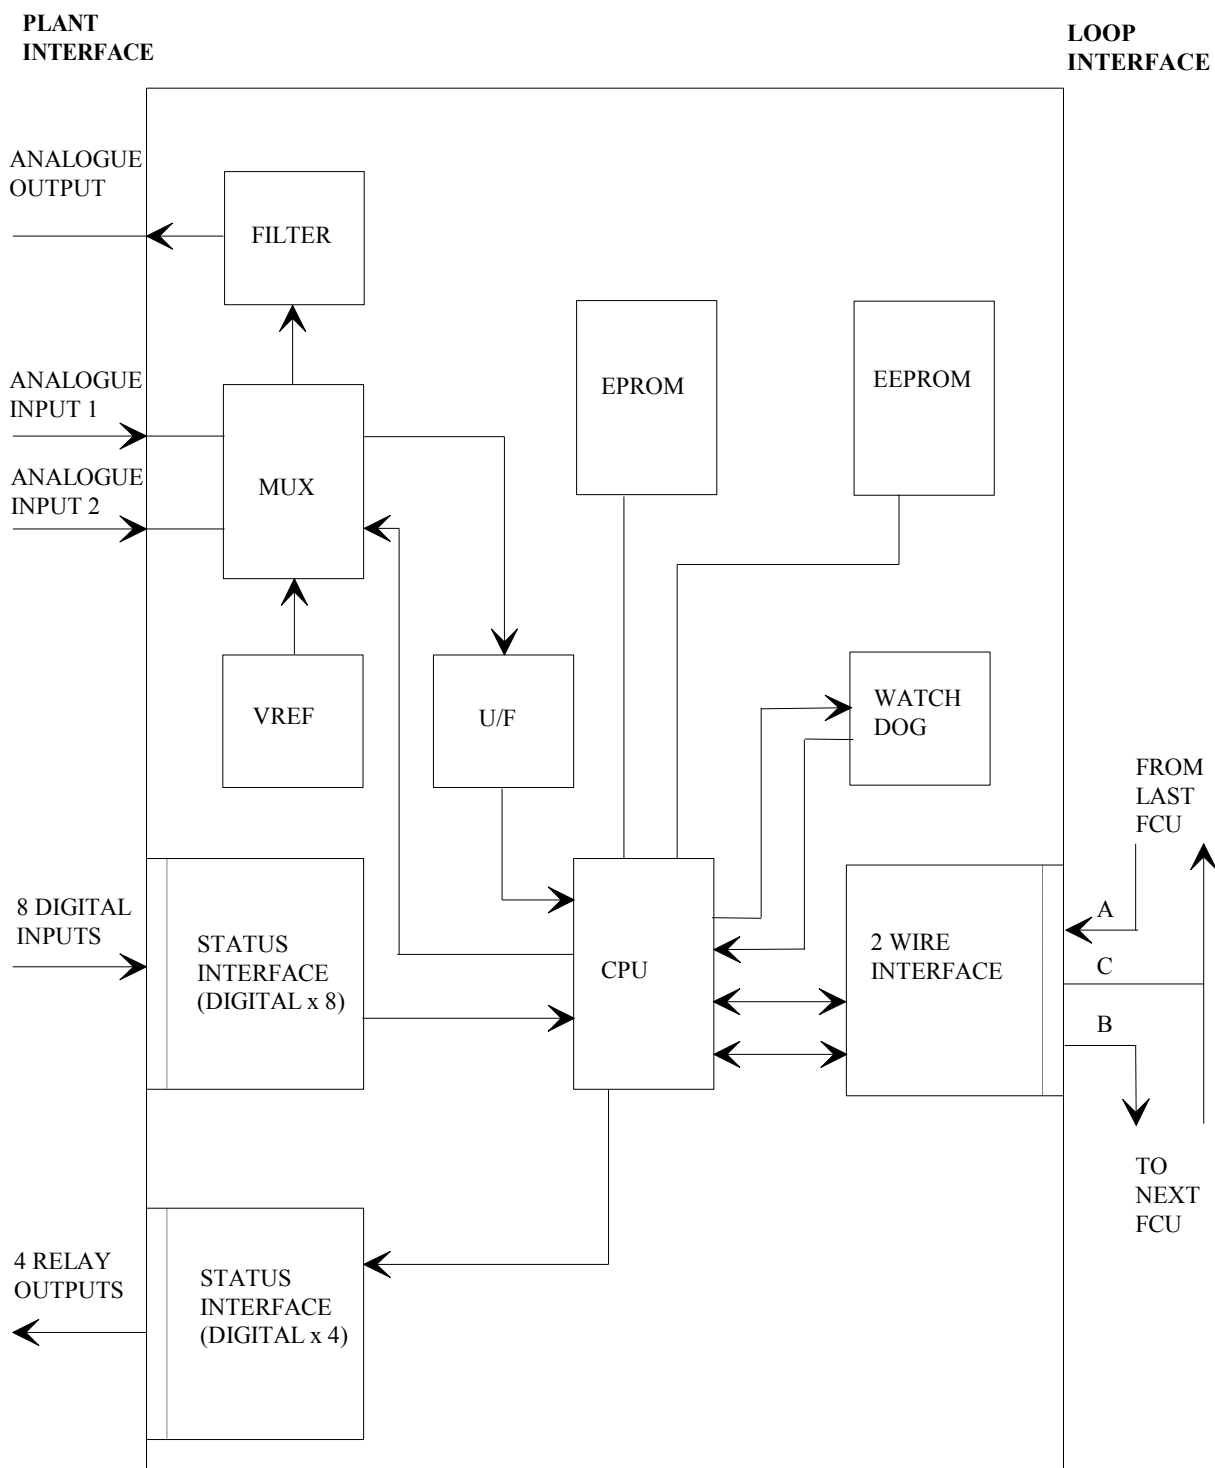 PLANT
INTERFACE
LOOP
INTERFACE
ANALOGUE
OUTPUT
FILTER
ANALOGUE
INPUT 1
ANALOGUE
INPUT 2
MUX
EPROM
EEPROM
VREF
U/F
WATCH
DOG
FROM
LAST
FCU
8 DIGITAL
INPUTS
STATUS
INTERFACE
(DIGITAL x 8)
CPU
2 WIRE
INTERFACE
A
C
B
TO
NEXT
FCU
4 RELAY
OUTPUTS
STATUS
INTERFACE
(DIGITAL x 4)